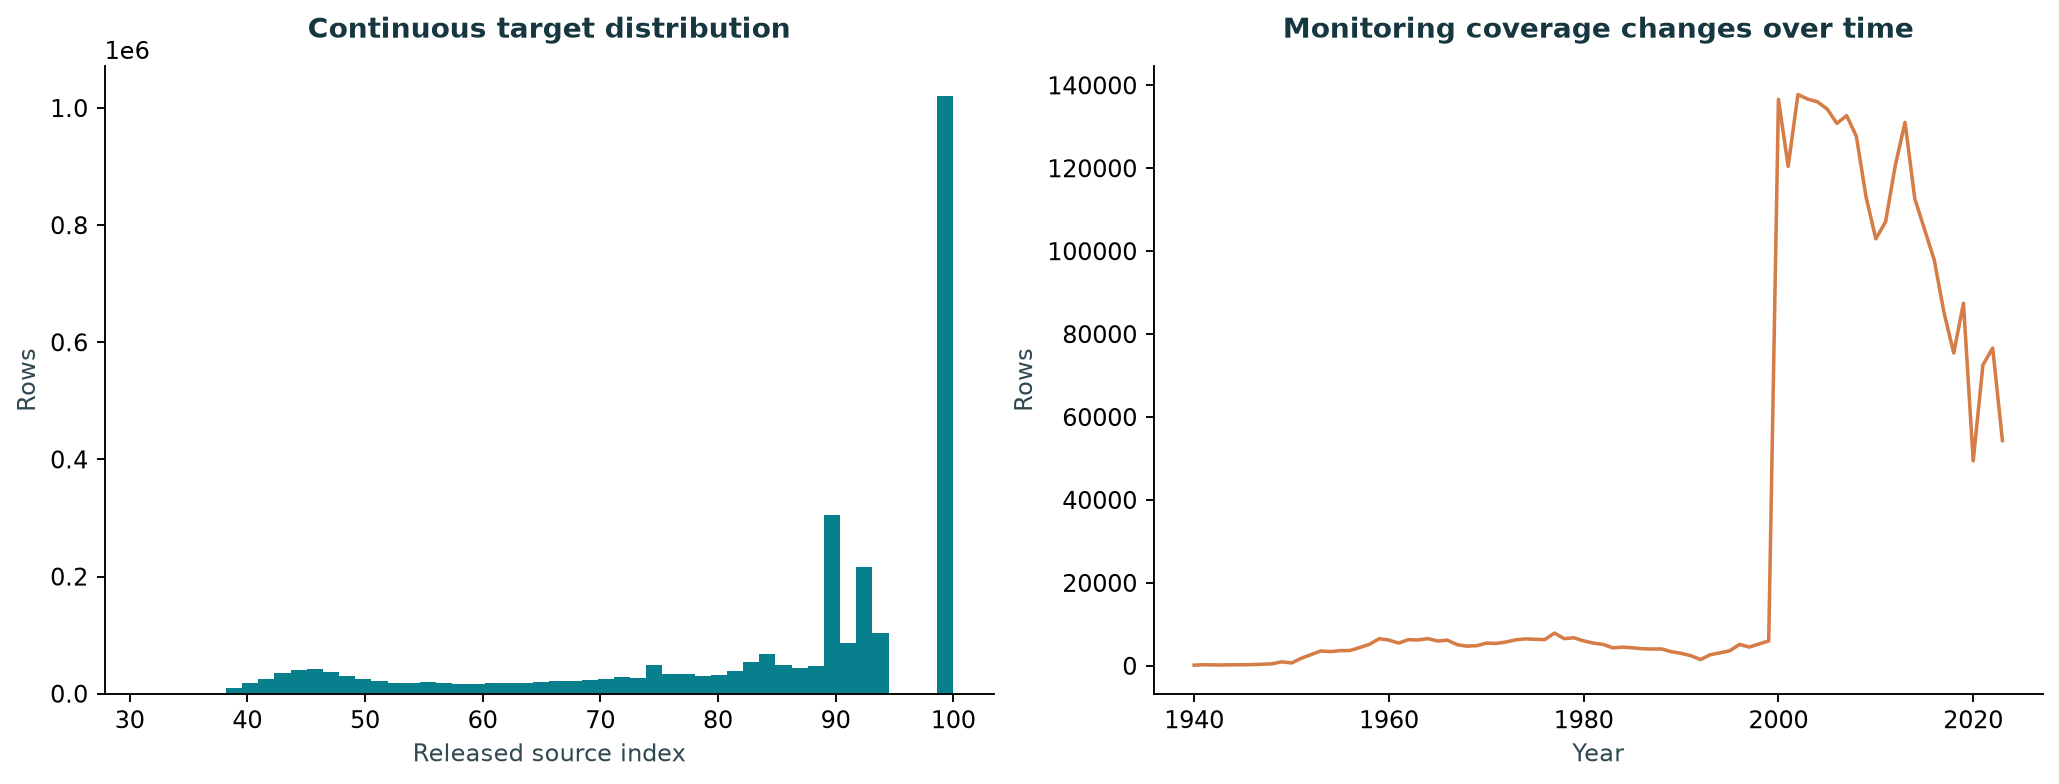 Continuous target distribution
1e6
1.0
0.8
0.6
0.4
0.2
0.0
Rows
30 40 50 60 70 80 90 100
Released source index
Monitoring coverage changes over time
140000
120000
100000
80000
60000
40000
20000
0
Rows
1940 1960 1980 2000 2020
Year